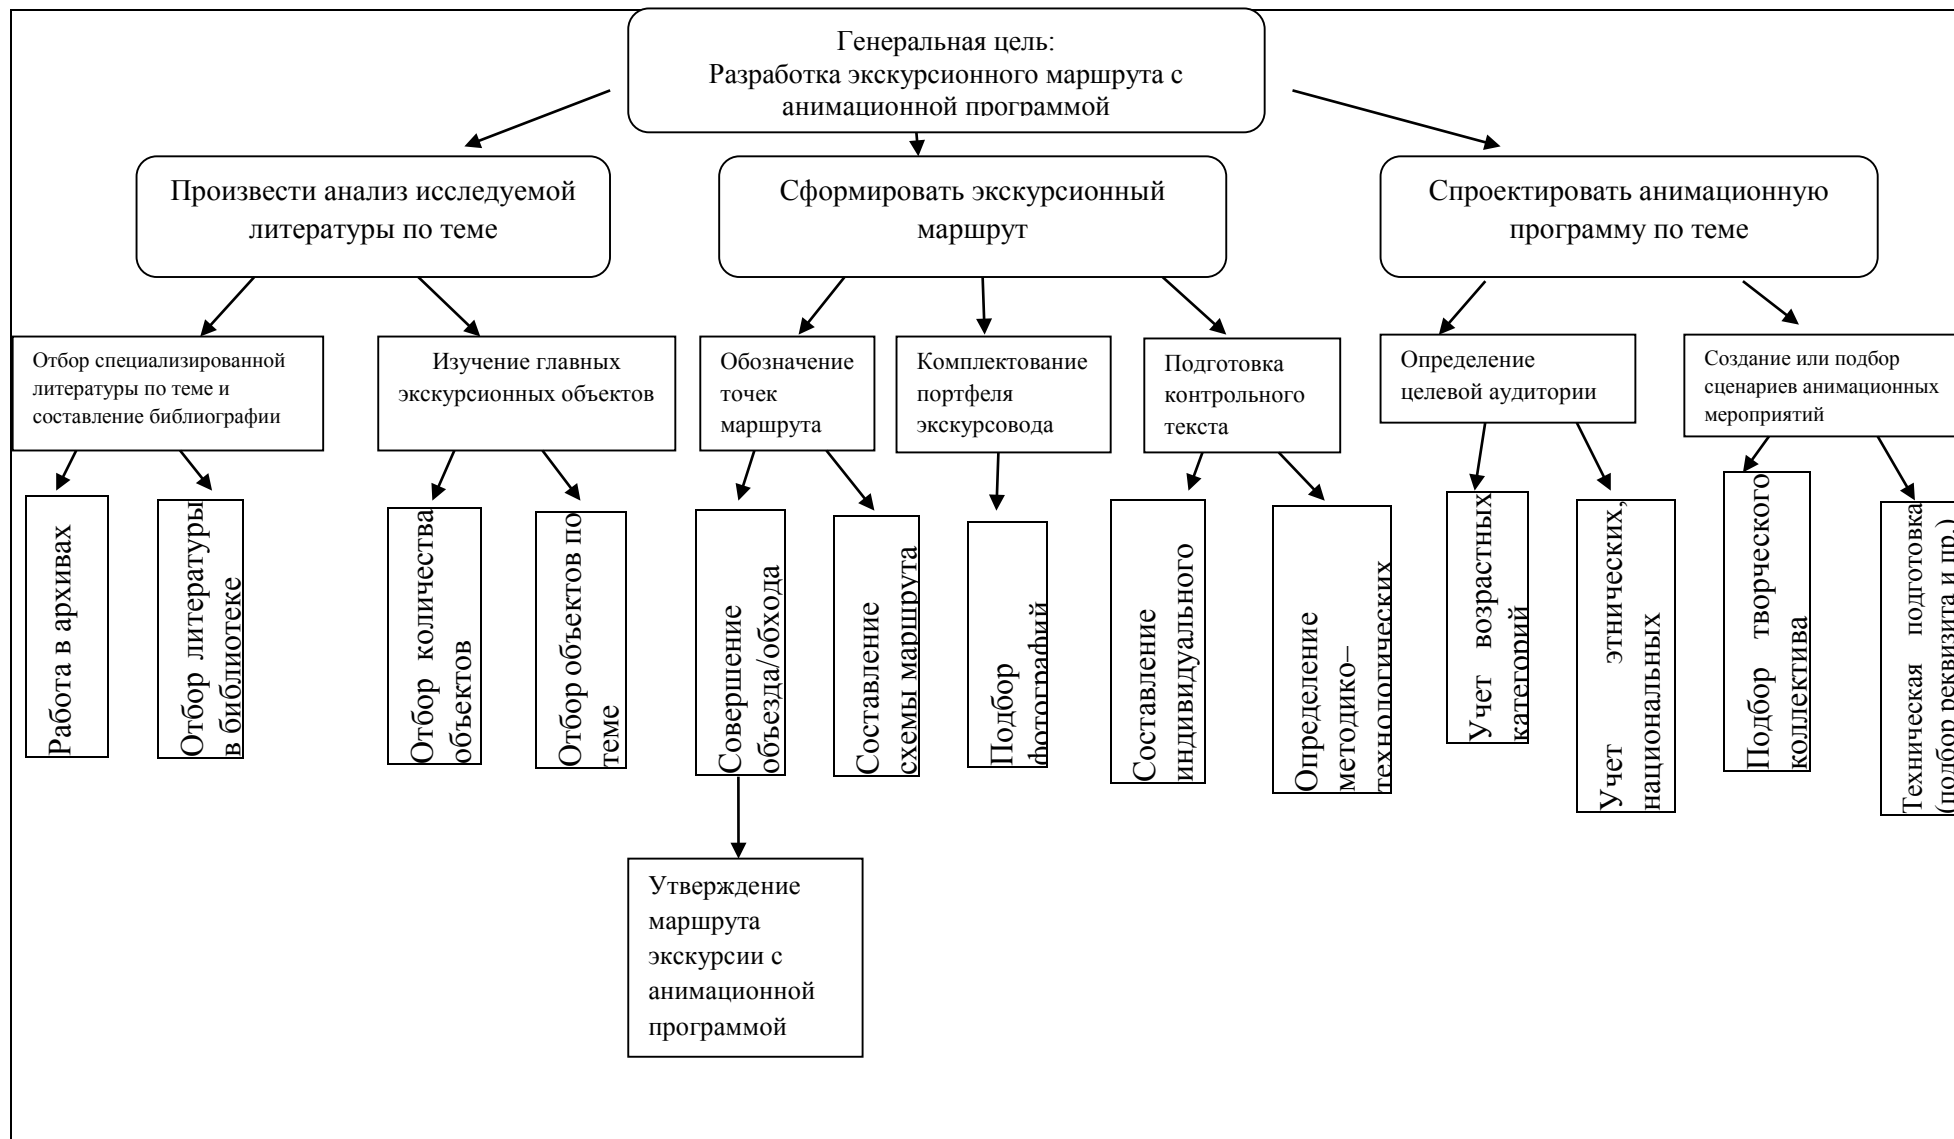 Генеральная цель:
Разработка экскурсионного маршрута с
анимационной программой
Произвести анализ исследуемой
литературы по теме
Сформировать экскурсионный
маршрут
Спроектировать анимационную
программу по теме
Отбор специализированной
литературы по теме и
составление библиографии
Изучение главных
экскурсионных объектов
Обозначение
точек
маршрута
Комплектование
портфеля
экскурсовода
Подготовка
контрольного
текста
Определение
целевой аудитории
Создание или подбор
сценариев анимационных
мероприятий
Работа в архивах
Отбор литературы
в библиотеке
Отбор количества
объектов
Отбор объектов по
теме
Совершение
объезда/обхода
Составление
схемы маршрута
Подбор
фотографий
Составление
индивидуального
Определение
методико–
технологических
Учет возрастных
категорий
Учет этнических,
национальных
Подбор творческого
коллектива
Техническая подготовка
(подбор реквизита и пр.)
Утверждение
маршрута
экскурсии с
анимационной
программой